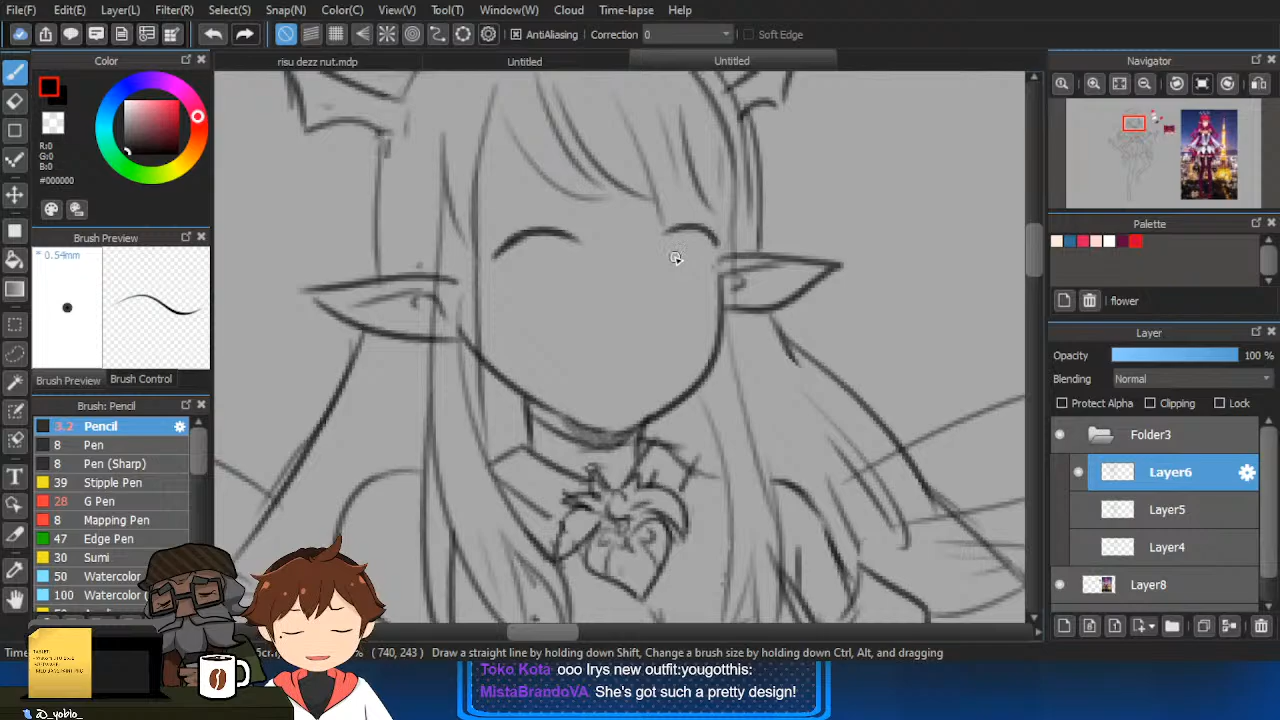 File(F) Edit(E) Layer(L) Filter(R) Select(S) Snap(N) Color(C) View(V) Tool(T) Window(W) Cloud Time-lapse Help
AntiAliasing Correction 0 Soft Edge
Color
risu dezz nut.mdp Untitled Untitled
Navigator
R:0
G:0
B:0
#000000
Brush Preview
0.54mm
Brush Preview Brush Control
Brush: Pencil
3.2 Pencil
8 Pen
8 Pen (Sharp)
39 Stipple Pen
28 G Pen
8 Mapping Pen
47 Edge Pen
30 Sumi
50 Watercolor
100 Watercolor
Palette
flower
Layer
Opacity 100 %
Blending Normal
Protect Alpha Clipping Lock
Folder3
Layer6
Layer5
Layer4
Layer8
% (740, 243) Draw a straight line by holding down Shift, Change a brush size by holding down Ctrl, Alt, and dragging
Toko Kota ooo Irys new outfit:yougotthis:
MistaBrandoVA She's got such a pretty design!